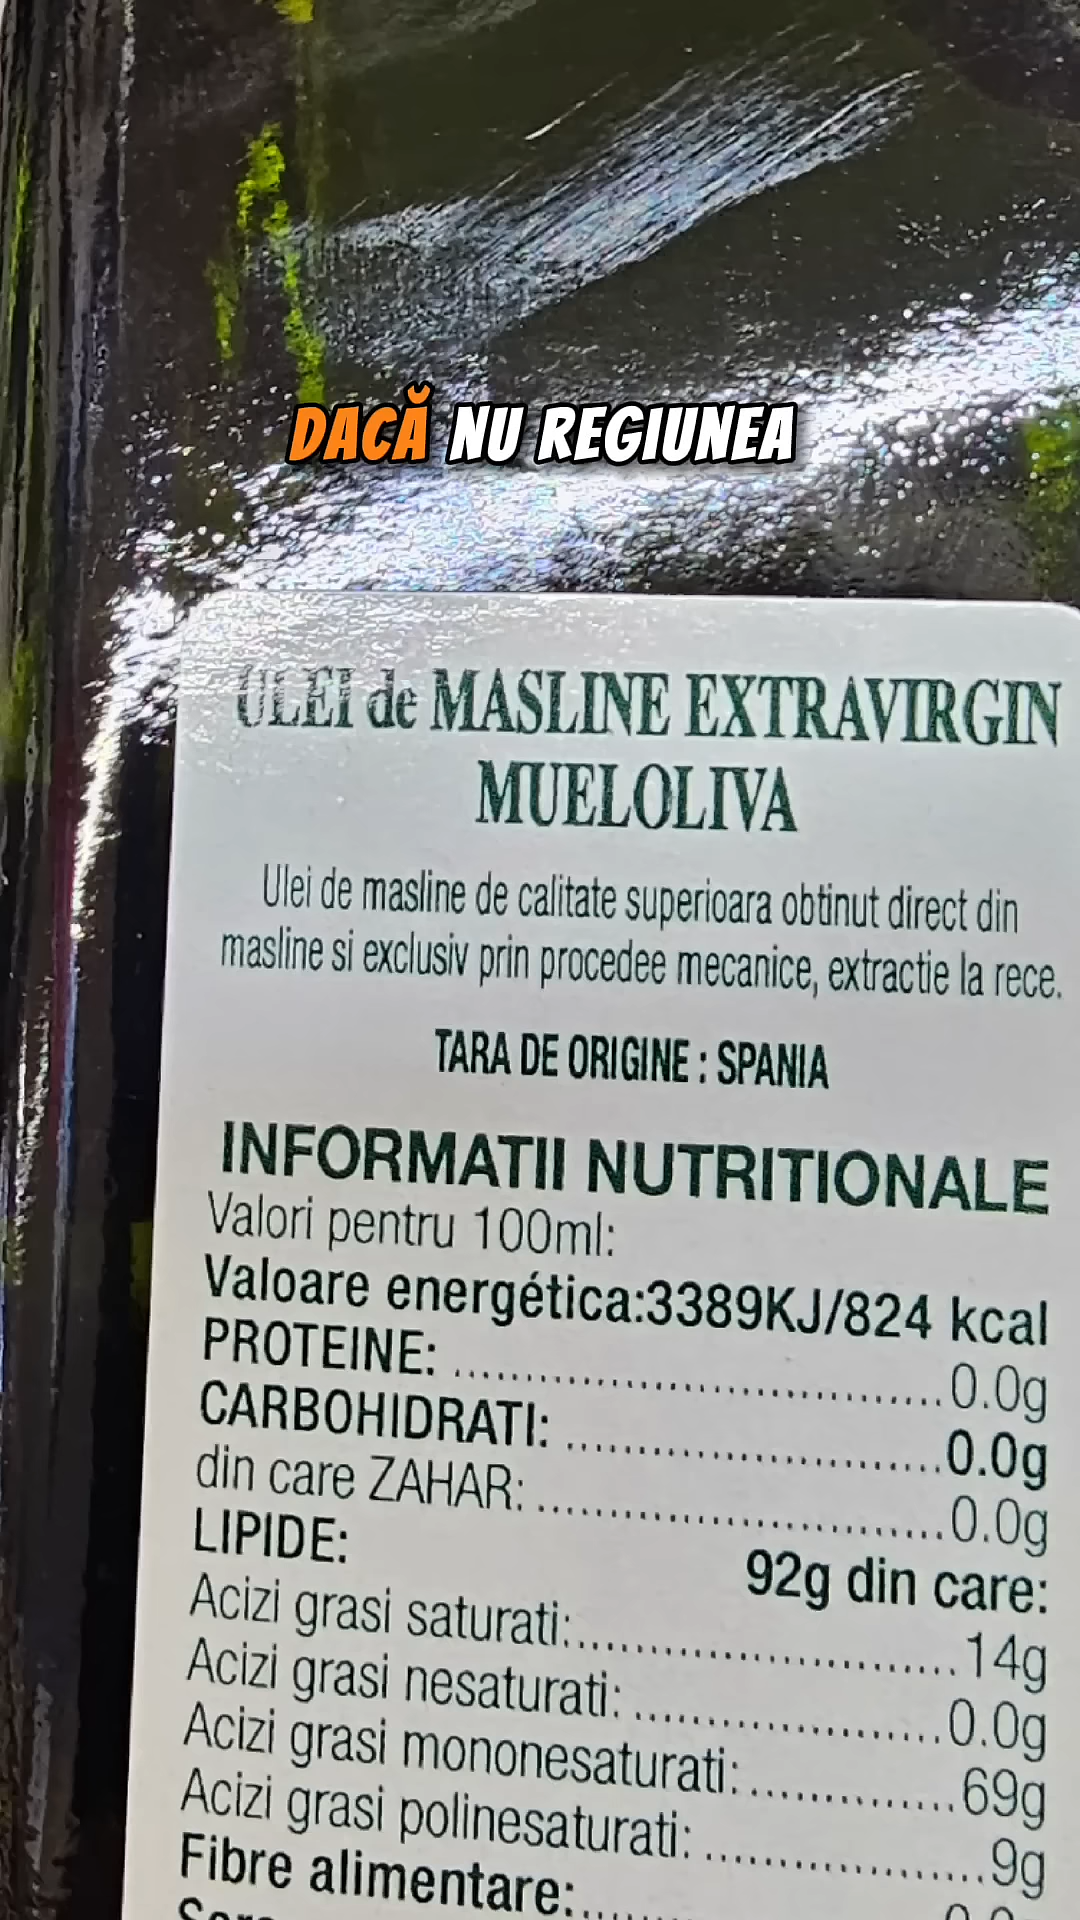 DACĂ NU REGIUNEA
ULEI de MASLINE EXTRAVIRGIN
MUELOLIVA
Ulei de masline de calitate superioara obtinut direct din
masline si exclusiv prin procedee mecanice, extractie la rece.
TARA DE ORIGINE : SPANIA
INFORMATII NUTRITIONALE
Valori pentru 100ml:
Valoare energética:3389KJ/824 kcal
PROTEINE: ........................................ 0.0g
CARBOHIDRATI: ............................... 0.0g
din care ZAHAR: ................................. 0.0g
LIPIDE: 92g din care:
Acizi grasi saturati: ............................... 14g
Acizi grasi nesaturati: ......................... 0.0g
Acizi grasi mononesaturati: ................ 69g
Acizi grasi polinesaturati: ...................... 9g
Fibre alimentare: